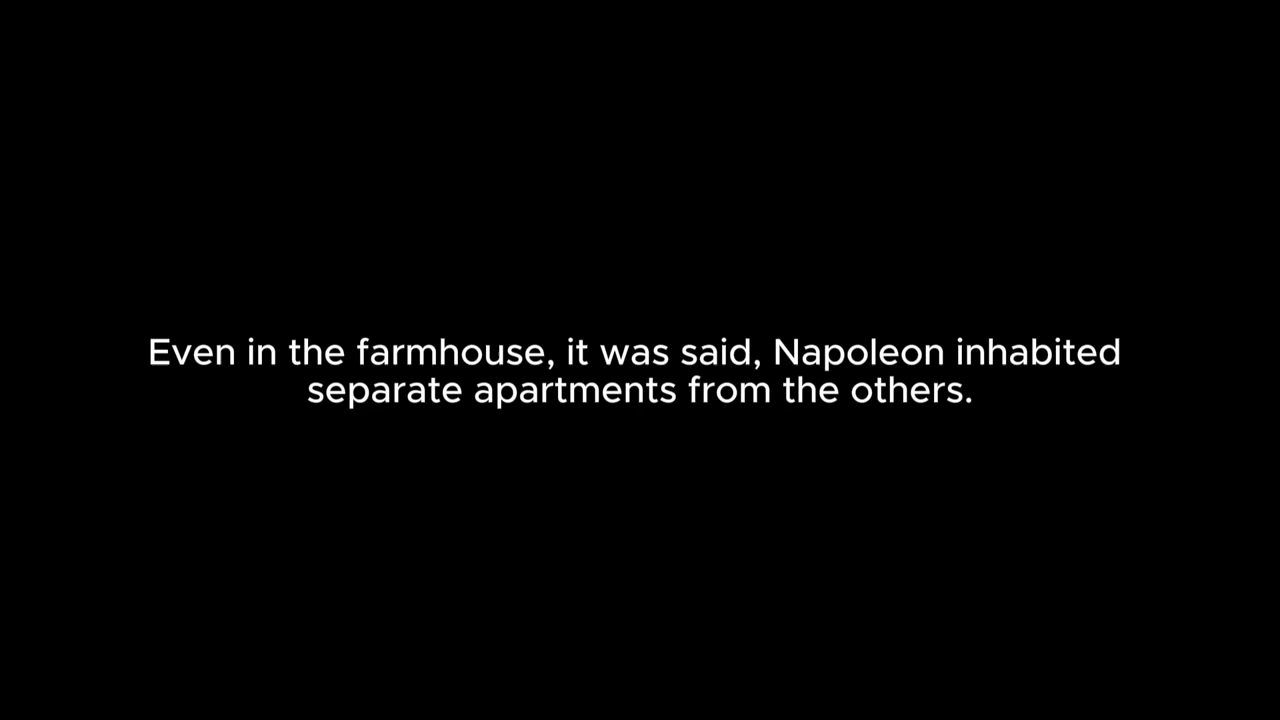 Even in the farmhouse, it was said, Napoleon inhabited
separate apartments from the others.